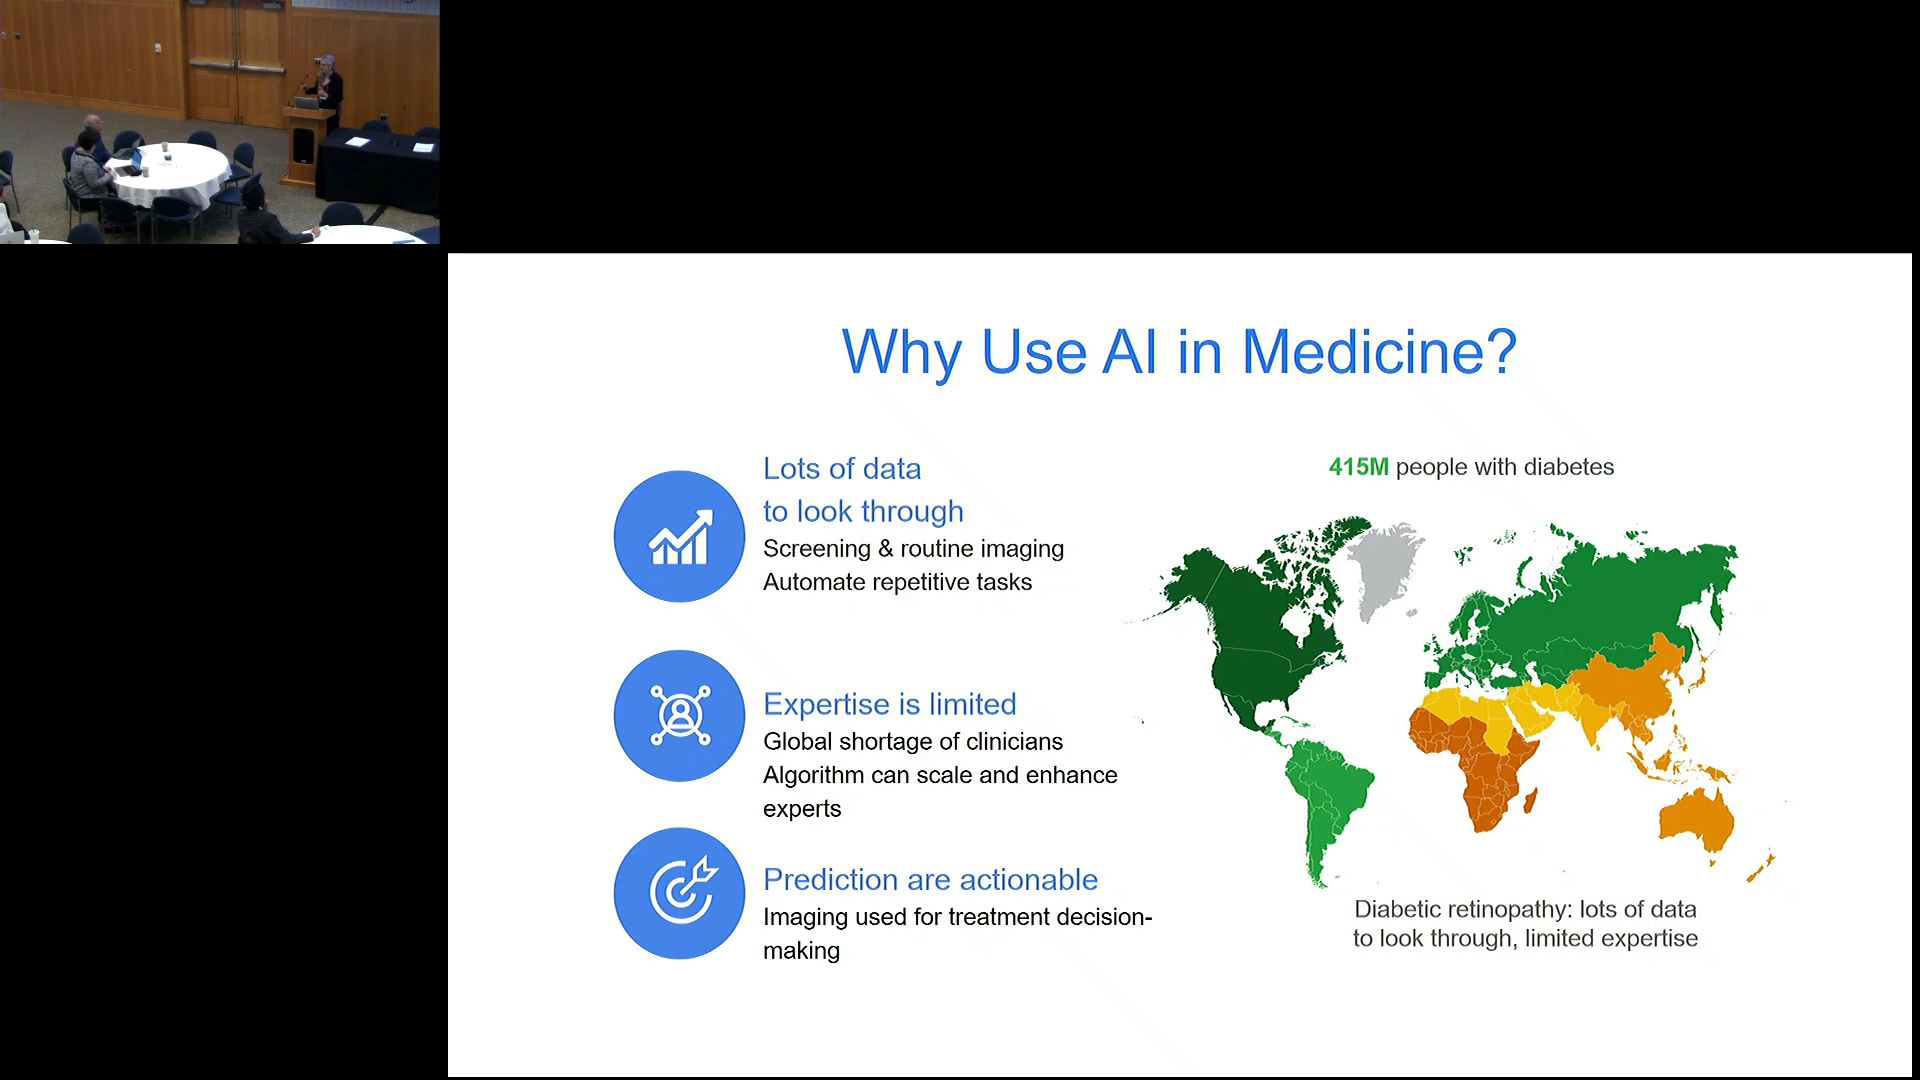 Why Use AI in Medicine?
Lots of data
to look through
Screening & routine imaging
Automate repetitive tasks
Expertise is limited
Global shortage of clinicians
Algorithm can scale and enhance
experts
Prediction are actionable
Imaging used for treatment decision-
making
415M people with diabetes
Diabetic retinopathy: lots of data
to look through, limited expertise